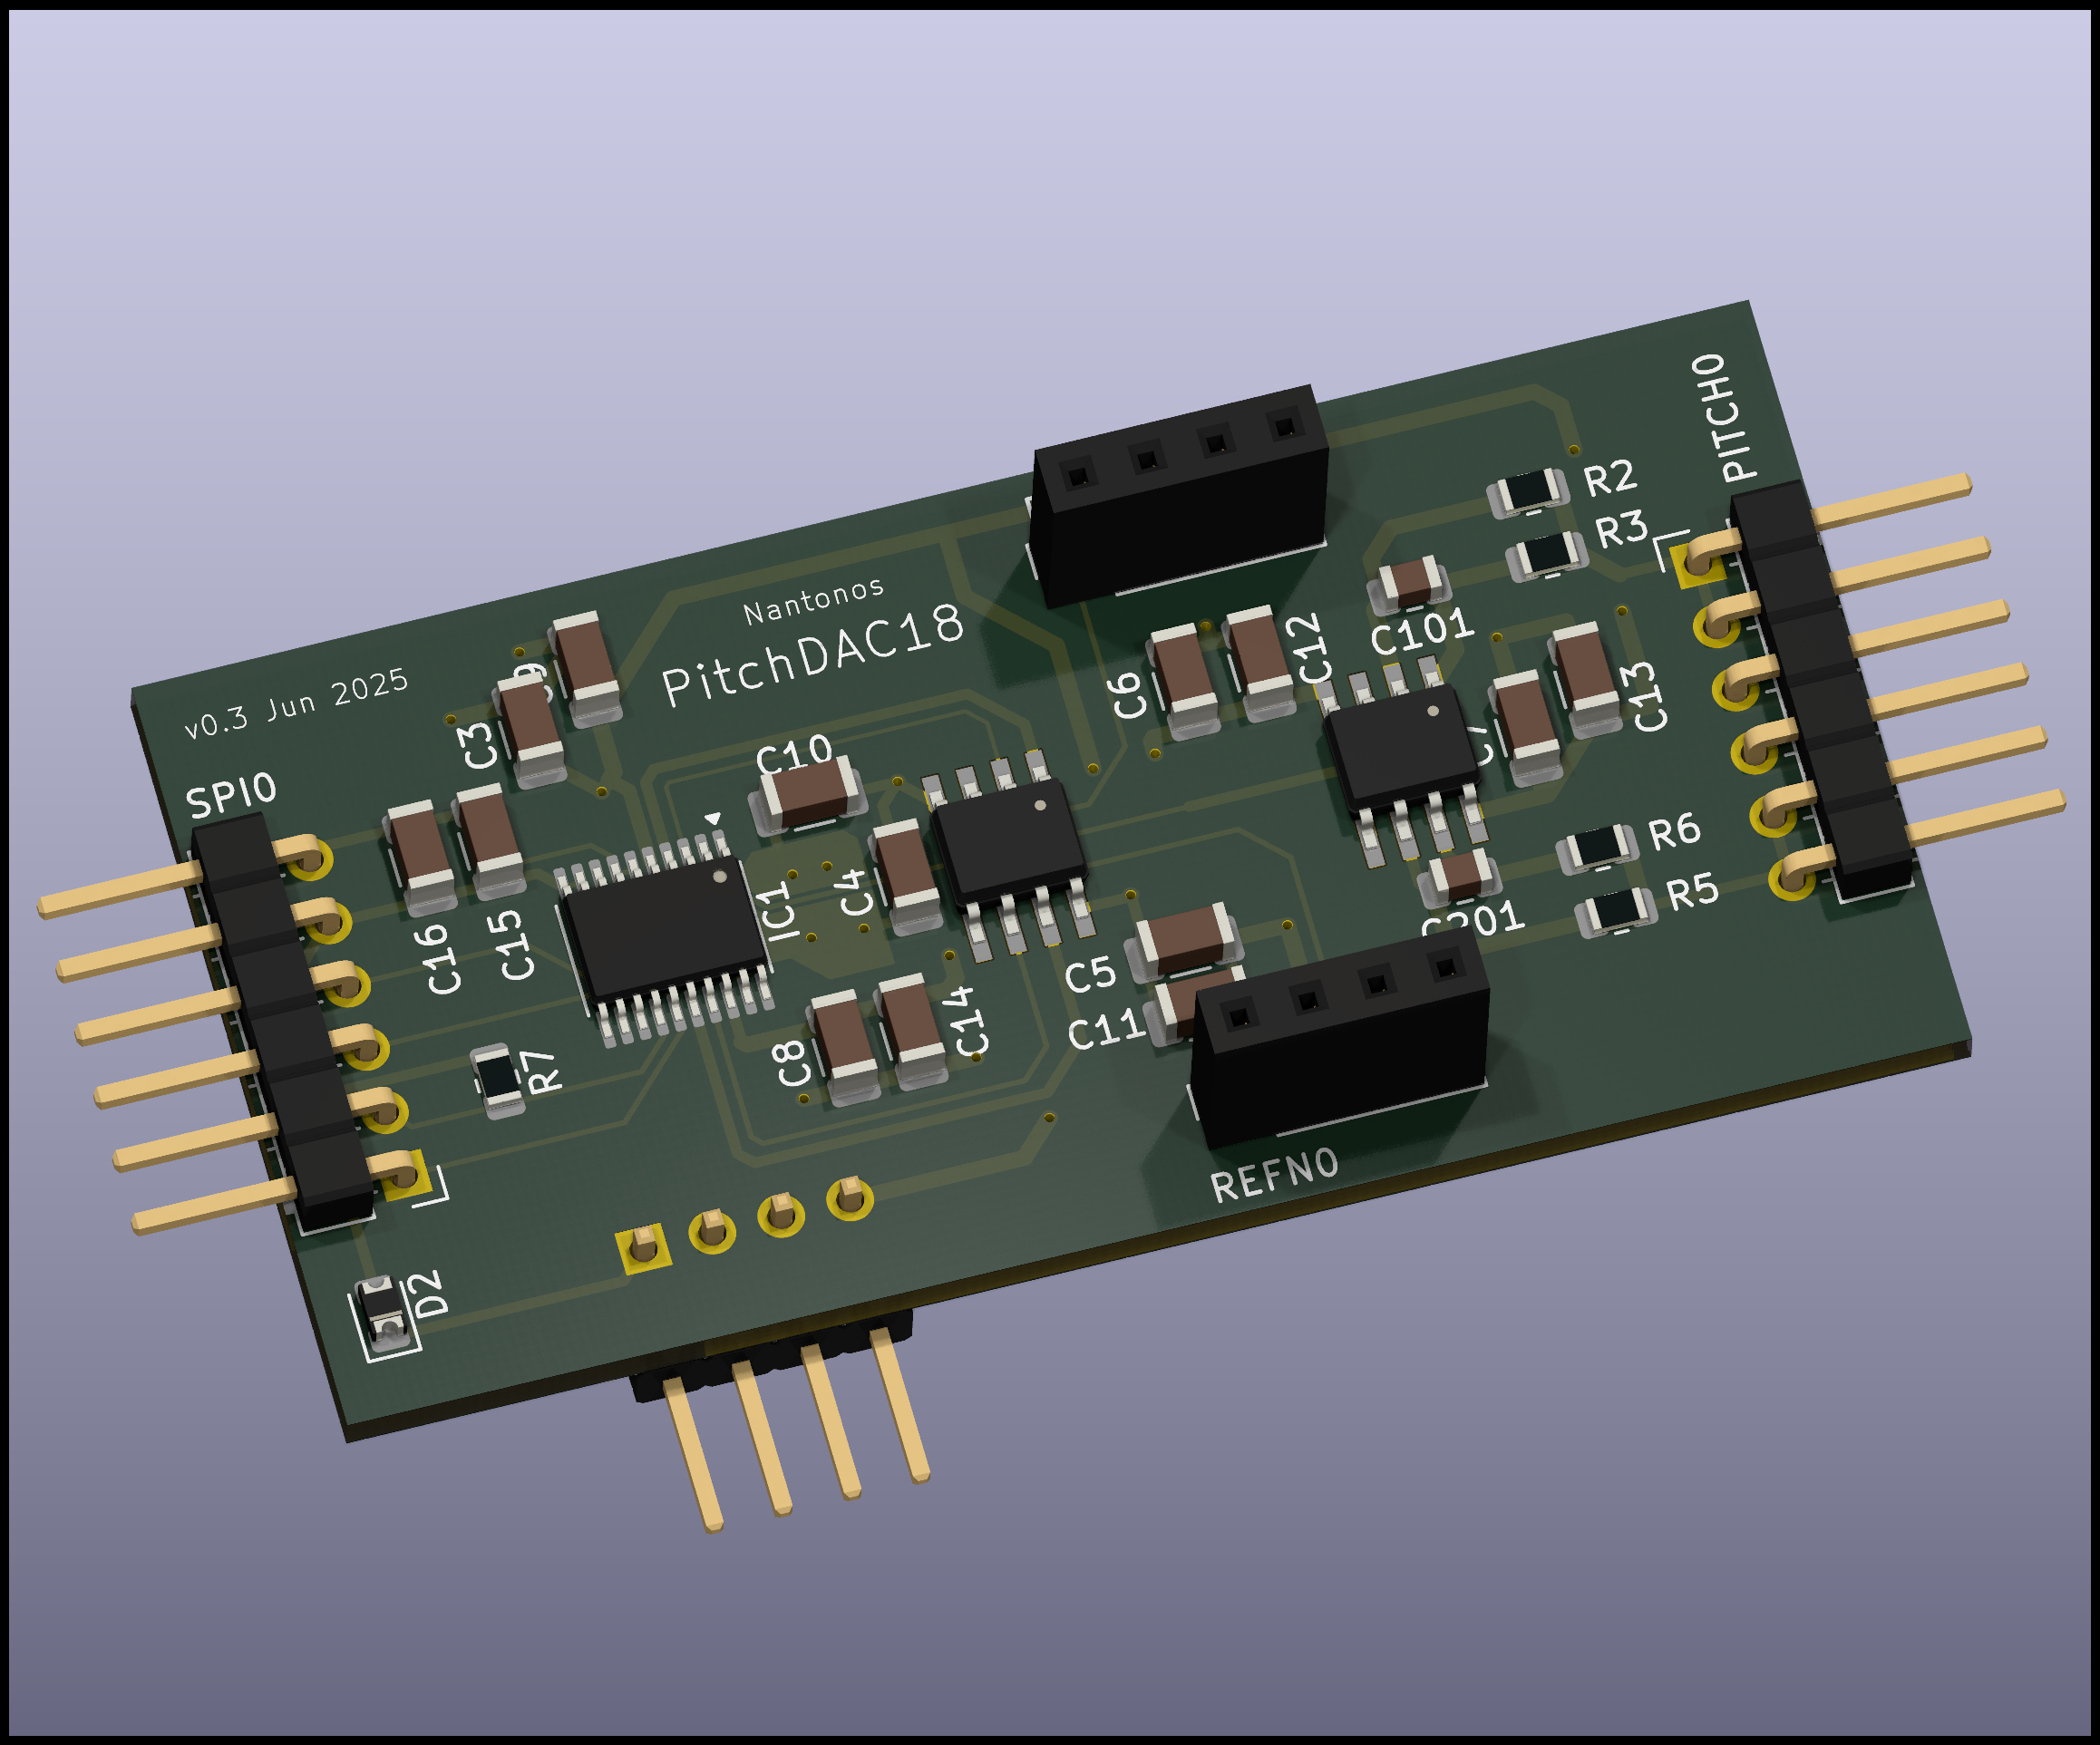 PITCH0
R2
R3
Nantonos
PitchDAC18
v0.3 Jun 2025
C101
C12
C6
C13
C3
C10
SPI0
R6
R5
IC1
C4
C16
C15
C5
C11
C14
C8
R7
REFN0
D2